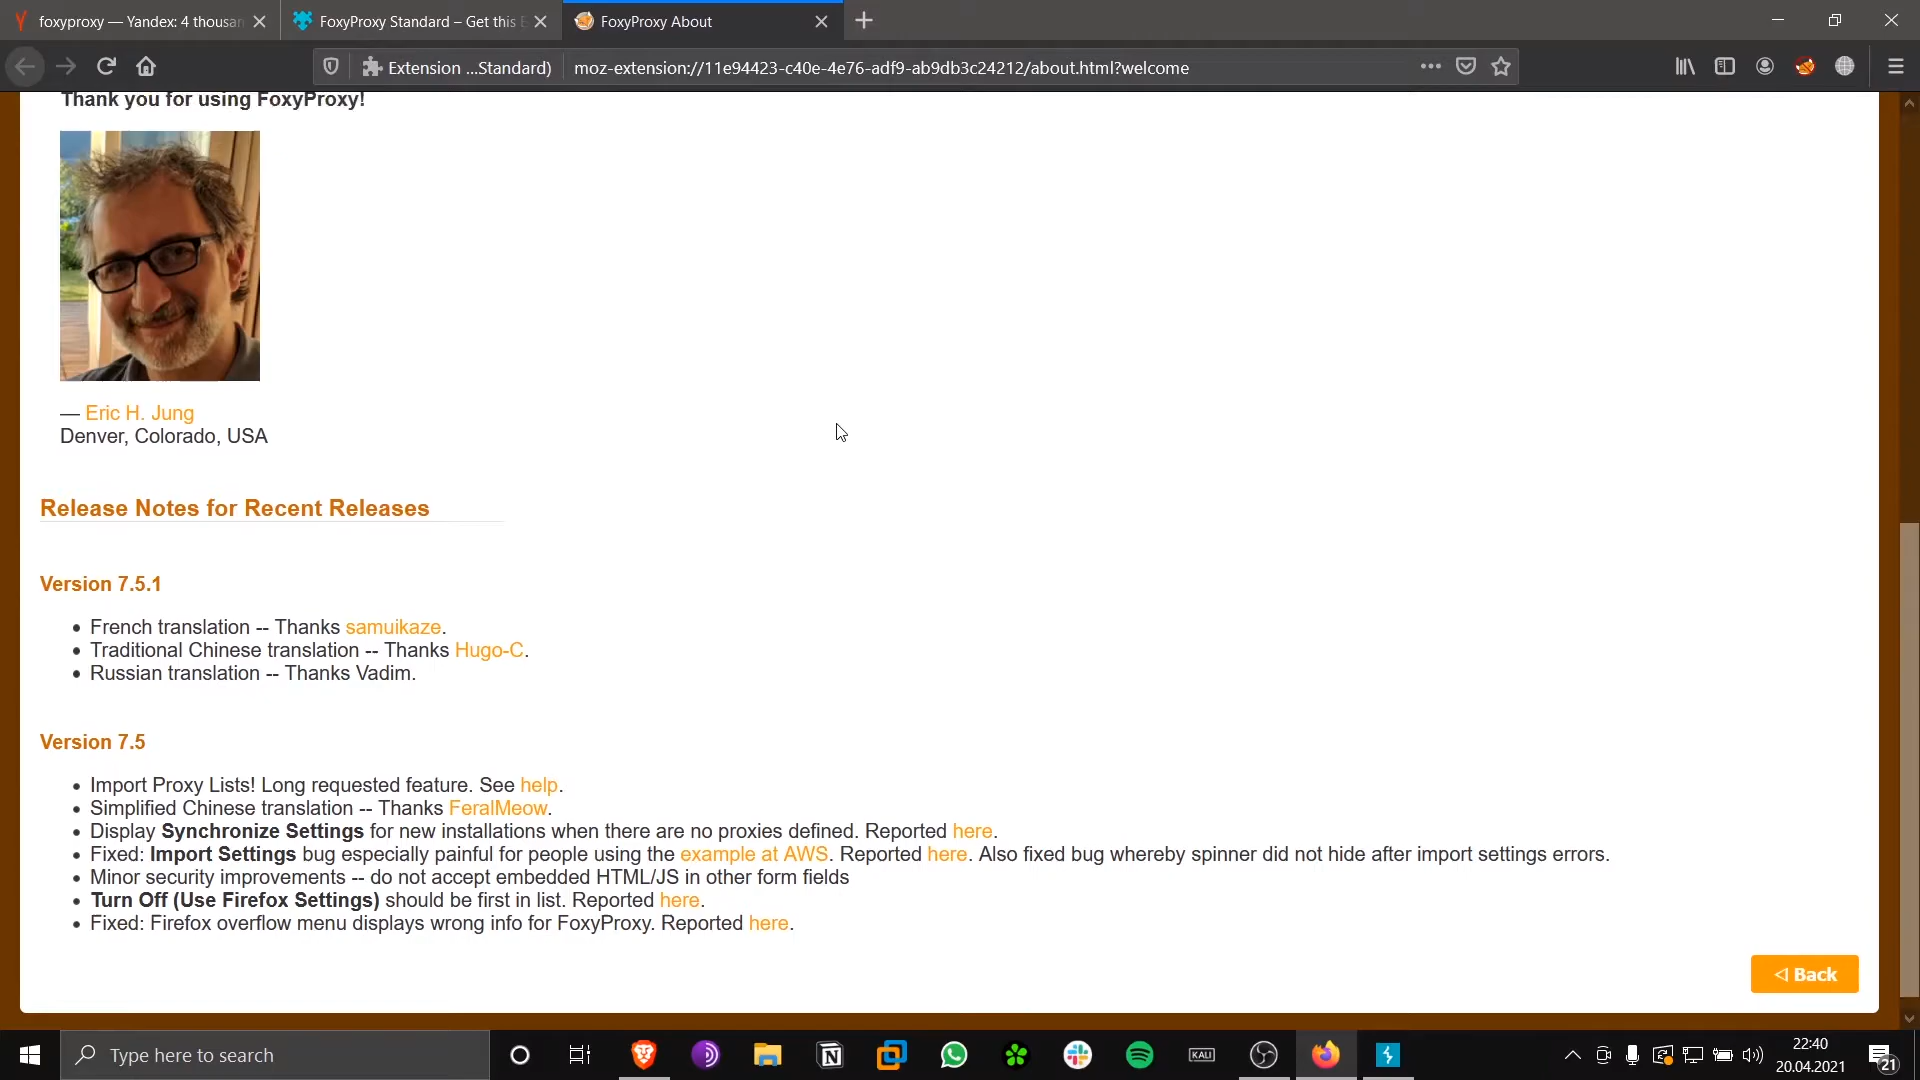 foxyproxy — Yandex: 4 thousan
FoxyProxy Standard – Get this E
FoxyProxy About
Extension ...Standard)
moz-extension://11e94423-c40e-4e76-adf9-ab9db3c24212/about.html?welcome
Thank you for using FoxyProxy!
— Eric H. Jung
Denver, Colorado, USA
Release Notes for Recent Releases
Version 7.5.1
French translation -- Thanks samuikaze.
Traditional Chinese translation -- Thanks Hugo-C.
Russian translation -- Thanks Vadim.
Version 7.5
Import Proxy Lists! Long requested feature. See help.
Simplified Chinese translation -- Thanks FeralMeow.
Display Synchronize Settings for new installations when there are no proxies defined. Reported here.
Fixed: Import Settings bug especially painful for people using the example at AWS. Reported here. Also fixed bug whereby spinner did not hide after import settings errors.
Minor security improvements -- do not accept embedded HTML/JS in other form fields
Turn Off (Use Firefox Settings) should be first in list. Reported here.
Fixed: Firefox overflow menu displays wrong info for FoxyProxy. Reported here.
Back
Type here to search
KALI
22:40
20.04.2021
21